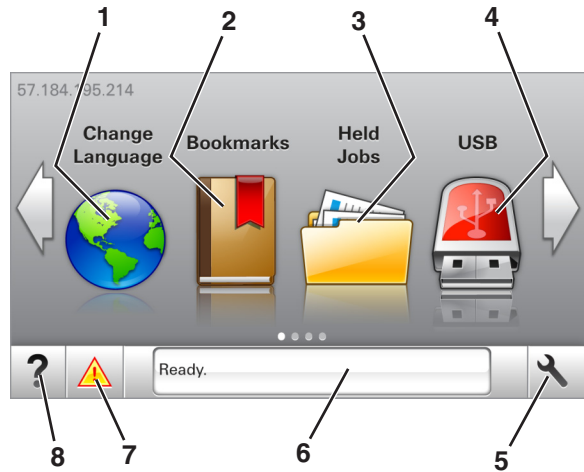 1 2 3 4
57.184.195.214
Change
Language
Bookmarks
Held
Jobs
USB
?
Ready.
8 7 6 5